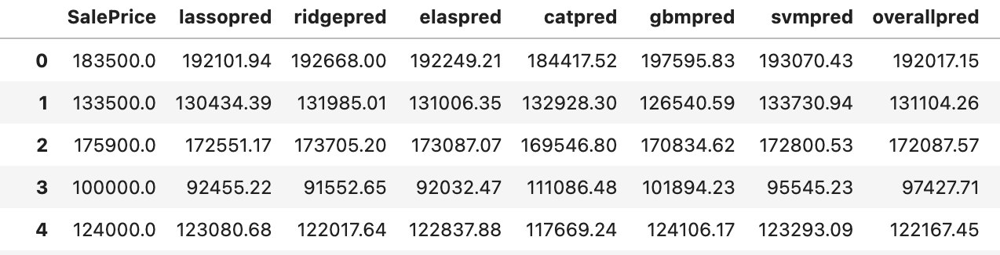 SalePrice lassopred ridgepred elaspred catpred gbmpred svmpred overallpred
0 183500.0 192101.94 192668.00 192249.21 184417.52 197595.83 193070.43 192017.15
1 133500.0 130434.39 131985.01 131006.35 132928.30 126540.59 133730.94 131104.26
2 175900.0 172551.17 173705.20 173087.07 169546.80 170834.62 172800.53 172087.57
3 100000.0 92455.22 91552.65 92032.47 111086.48 101894.23 95545.23 97427.71
4 124000.0 123080.68 122017.64 122837.88 117669.24 124106.17 123293.09 122167.45